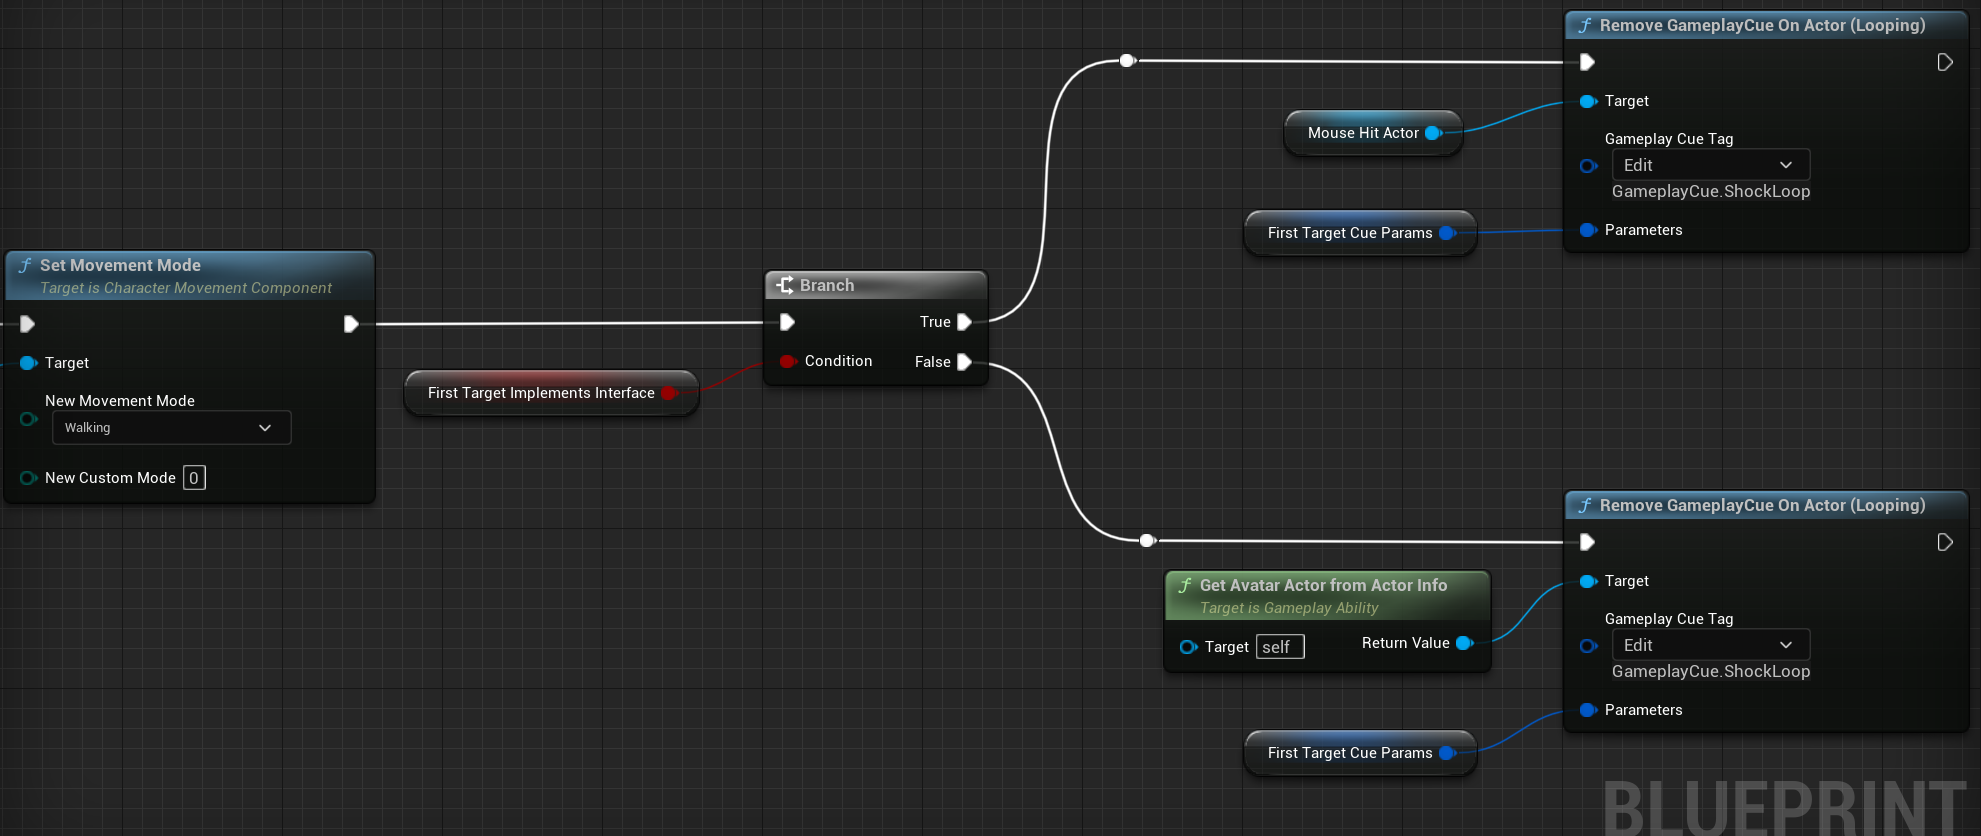 Set Movement Mode
Target is Character Movement Component
Target
New Movement Mode
Walking
New Custom Mode 0
First Target Implements Interface
Branch
True
Condition
False
Remove GameplayCue On Actor (Looping)
Target
Mouse Hit Actor
Gameplay Cue Tag
Edit
GameplayCue.ShockLoop
First Target Cue Params
Parameters
Remove GameplayCue On Actor (Looping)
Target
Get Avatar Actor from Actor Info
Target is Gameplay Ability
Target self
Return Value
Gameplay Cue Tag
Edit
GameplayCue.ShockLoop
Parameters
First Target Cue Params
BLUEPRINT